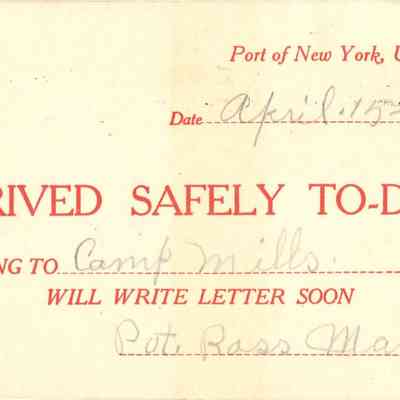 Port of New York, U
Date April 15
RIVED SAFELY TO-D
NG TO Camp Mills.
WILL WRITE LETTER SOON
Pvt. Ross Ma